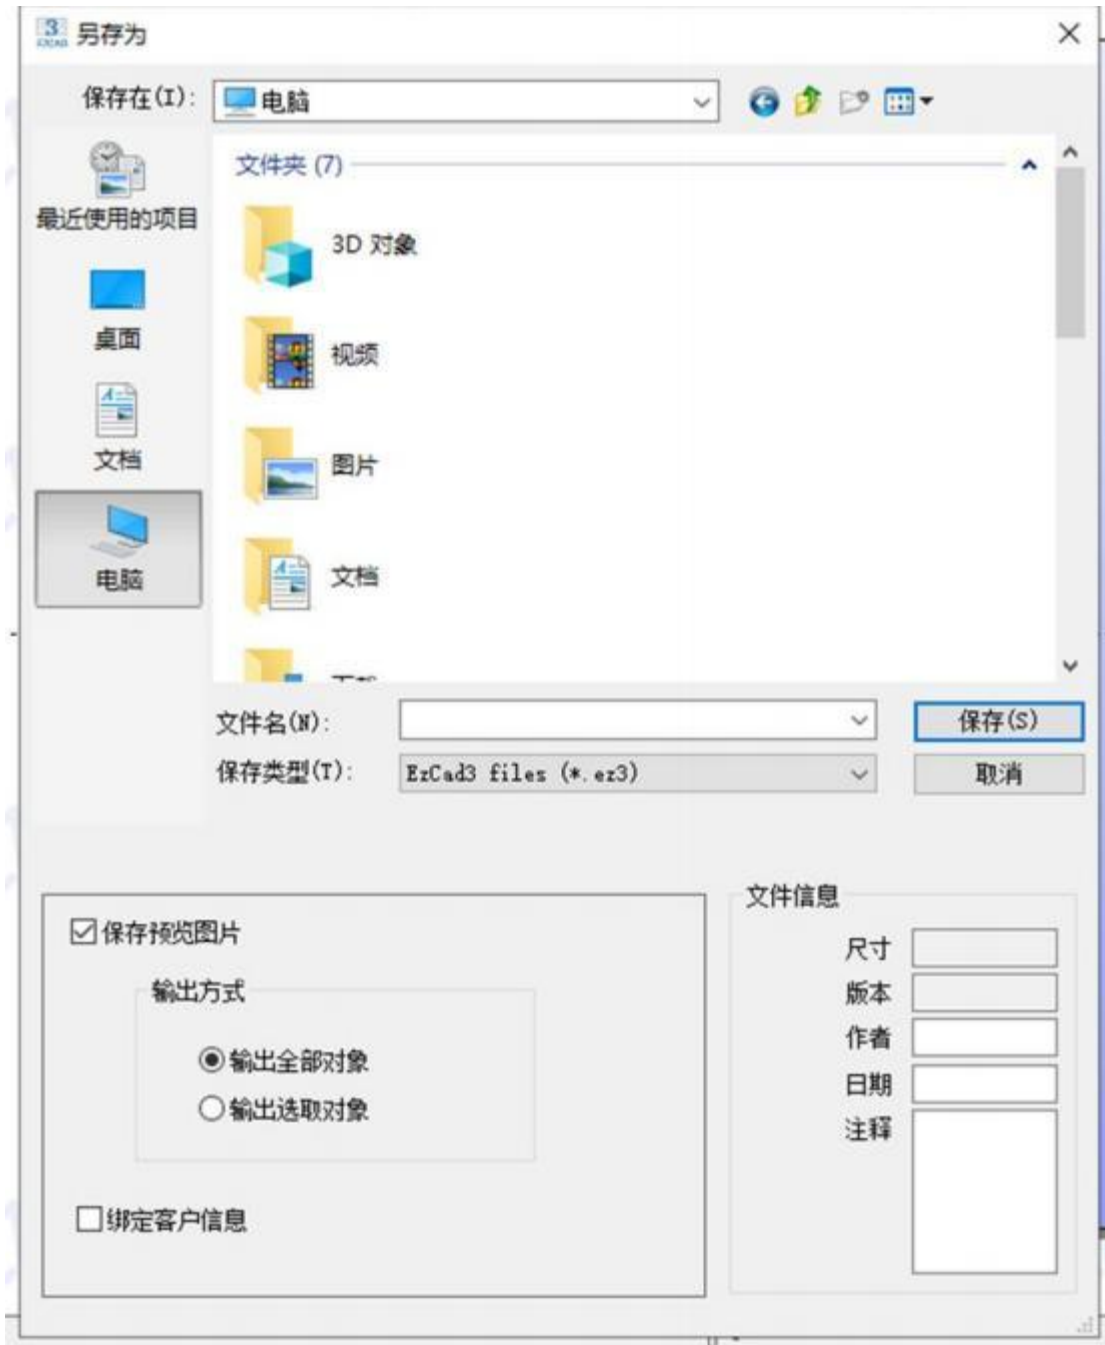 另存为
保存在(I):
电脑
最近使用的项目
桌面
文档
电脑
文件夹 (7)
3D 对象
视频
图片
文档
文件名(N):
保存(S)
保存类型(T):
EzCad3 files (*.ez3)
取消
保存预览图片
输出方式
输出全部对象
输出选取对象
绑定客户信息
文件信息
尺寸
版本
作者
日期
注释